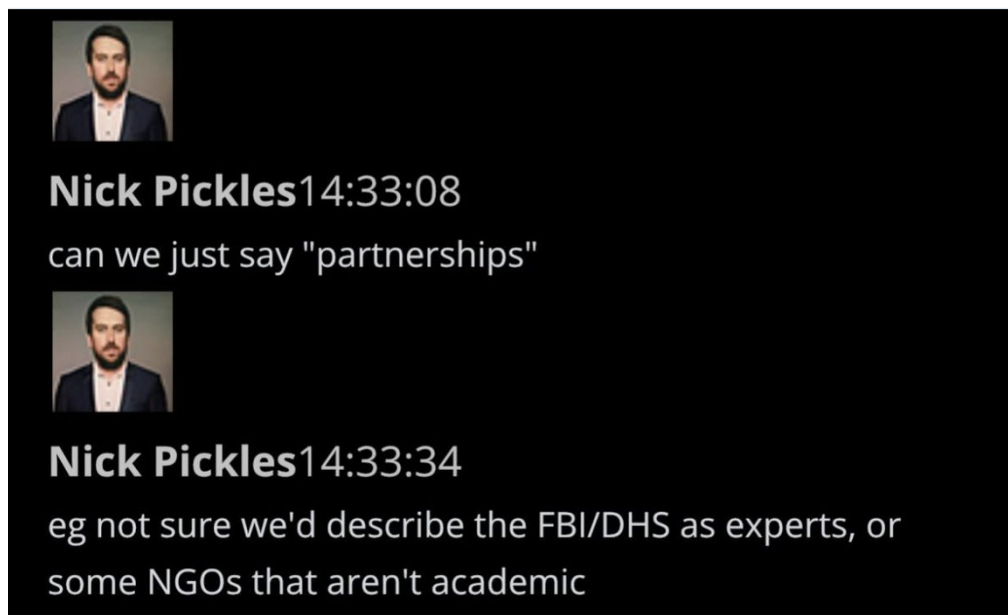 Nick Pickles14:33:08
can we just say "partnerships"
Nick Pickles14:33:34
eg not sure we'd describe the FBI/DHS as experts, or
some NGOs that aren't academic